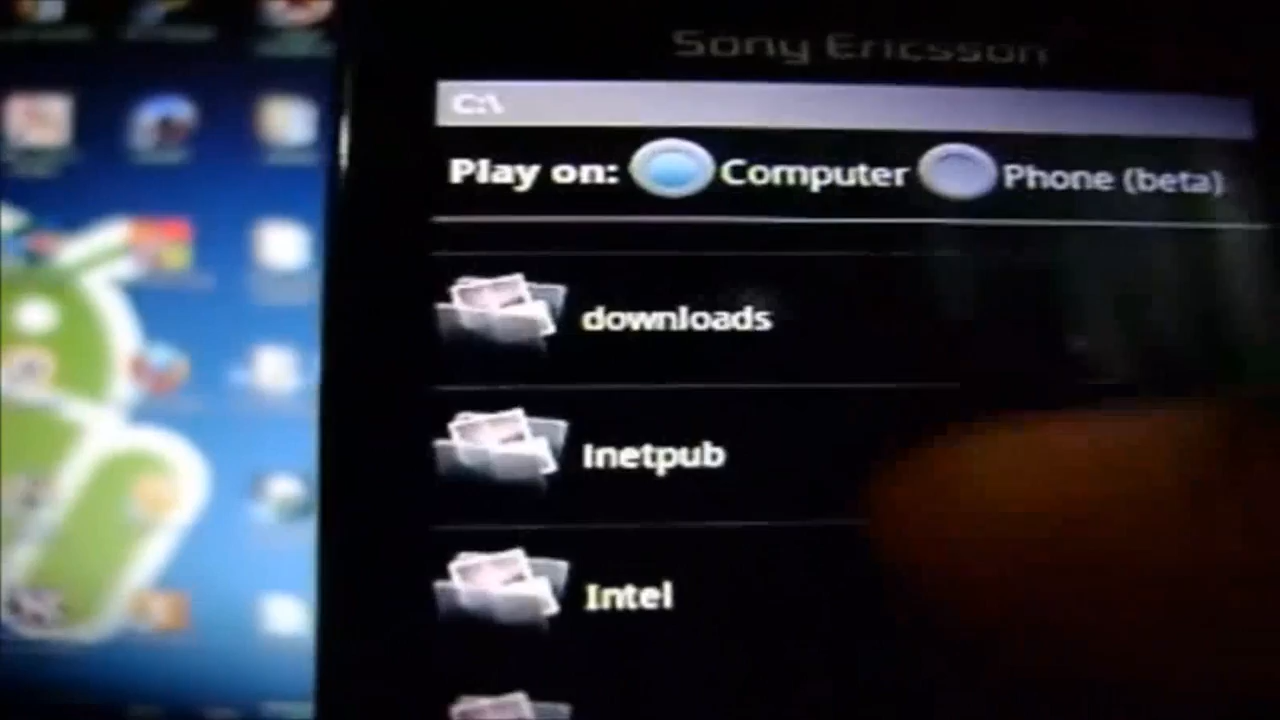 Sony Ericsson
C:\
Play on: Computer Phone (beta)
downloads
Inetpub
Intel